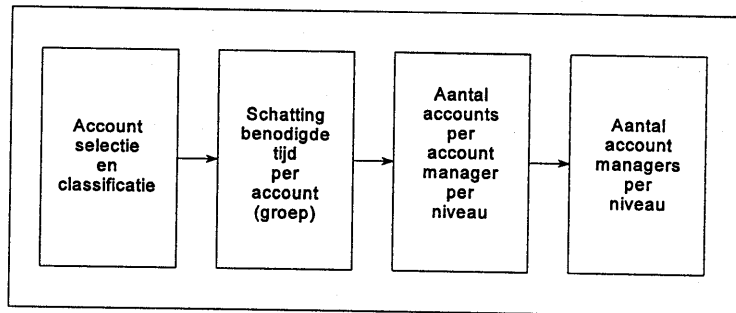 Account
selectie
en
classificatie
Schatting
benodigde
tijd
per
account
(groep)
Aantal
accounts
per
account
manager
per
niveau
Aantal
account
managers
per
niveau